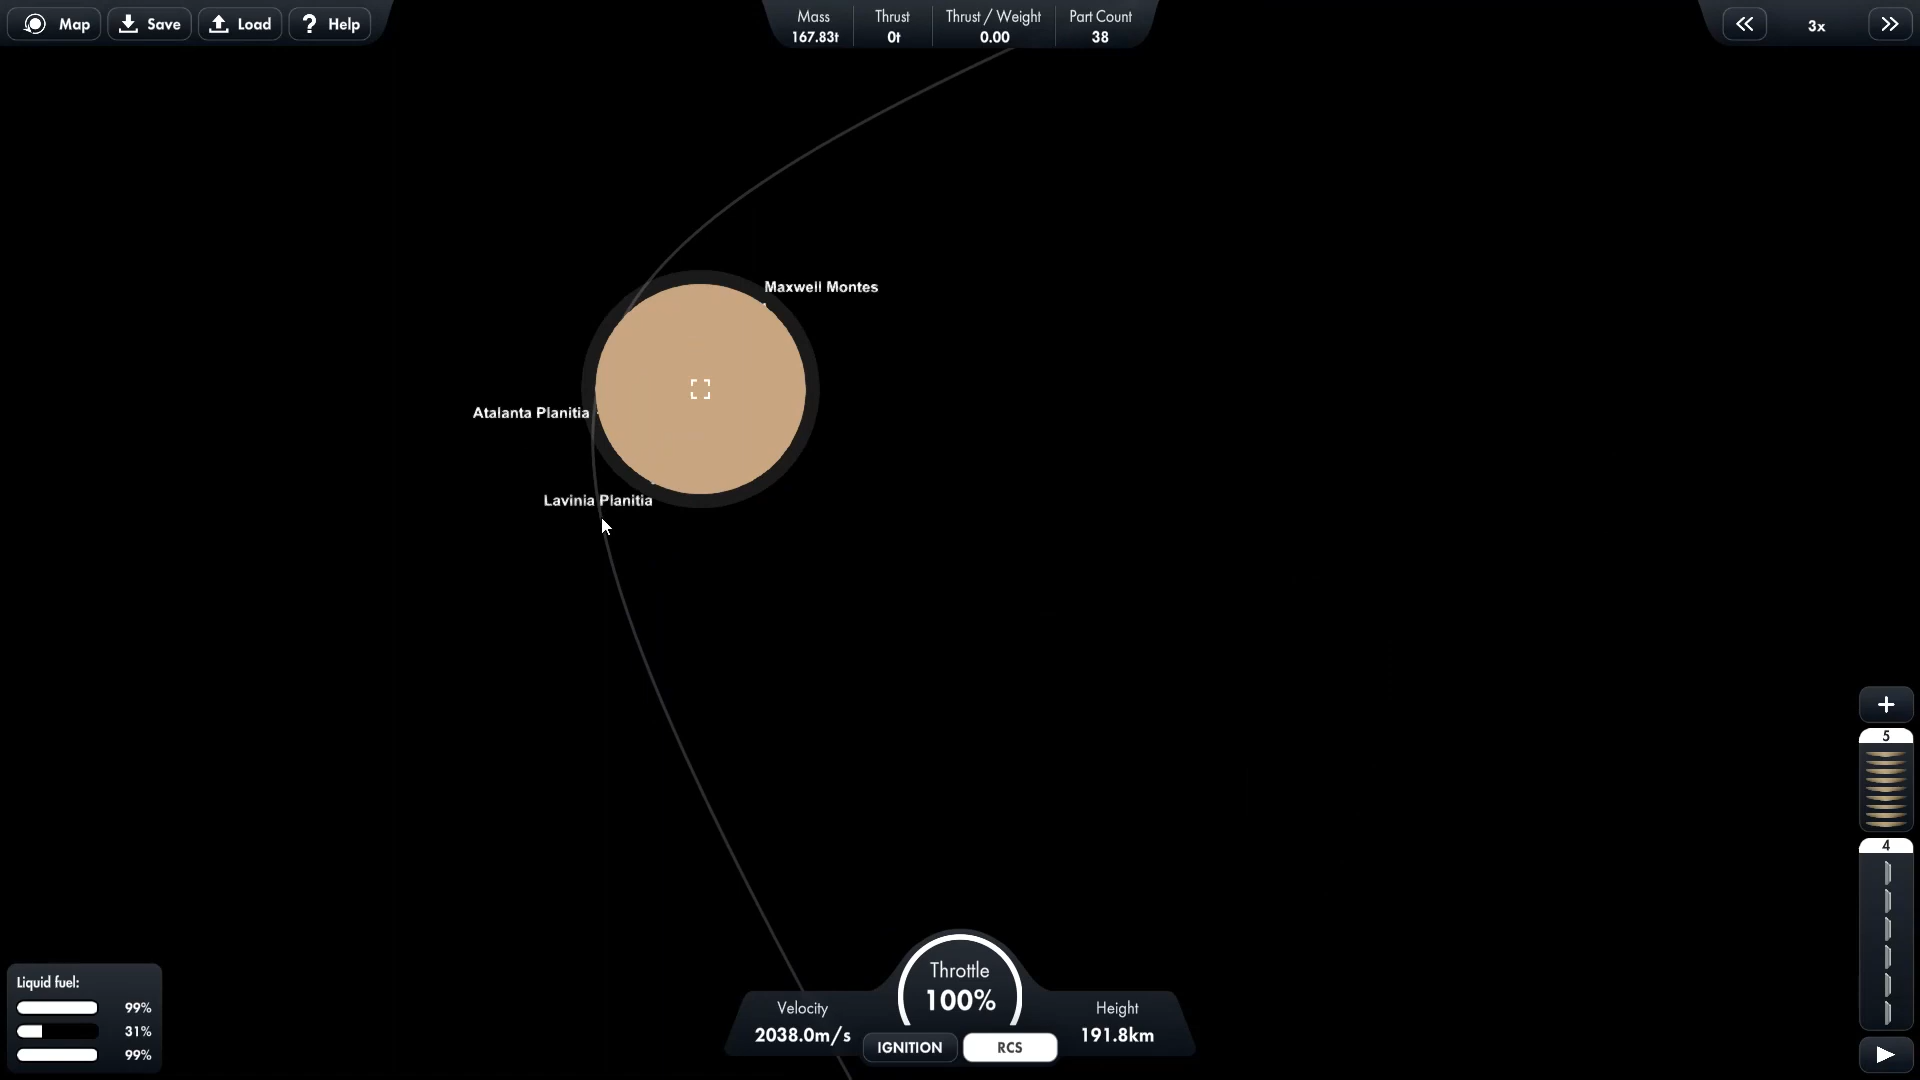 Map
Save
Load
? Help
Mass
167.83t
Thrust
0t
Thrust / Weight
0.00
Part Count
38
3x
Maxwell Montes
Atalanta Planitia
Lavinia Planitia
5
4
Liquid fuel:
99%
31%
99%
Throttle
100%
Velocity
2038.0m/s
IGNITION
RCS
Height
191.8km